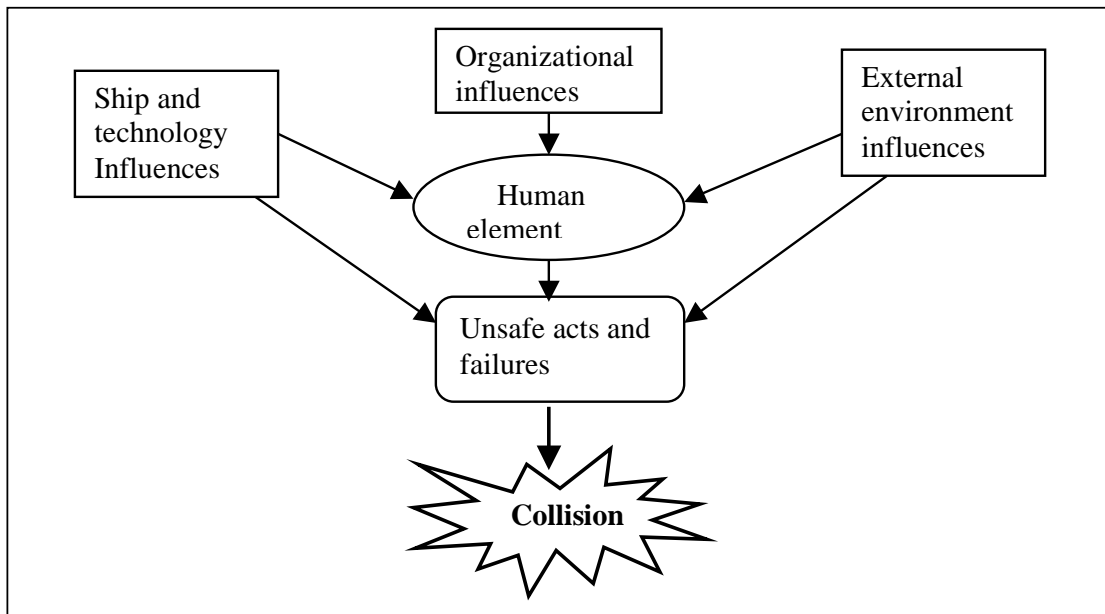 Organizational
influences
Ship and
technology
Influences
External
environment
influences
Human
element
Unsafe acts and
failures
Collision